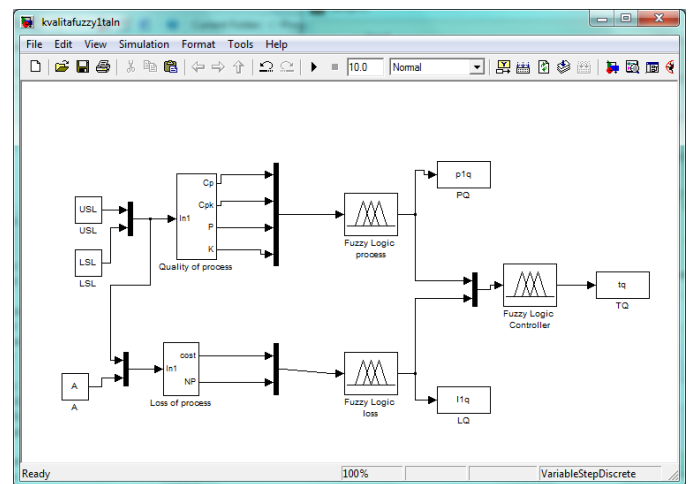 kvalitafuzzy1taln
File Edit View Simulation Format Tools Help
10.0 Normal
USL
USL
LSL
LSL
In1
Cp
Cpk
P
K
Quality of process
Fuzzy Logic
process
p1q
PQ
Fuzzy Logic
Controller
tq
TQ
A
A
In1
cost
NP
Loss of process
Fuzzy Logic
loss
l1q
LQ
Ready 100% VariableStepDiscrete